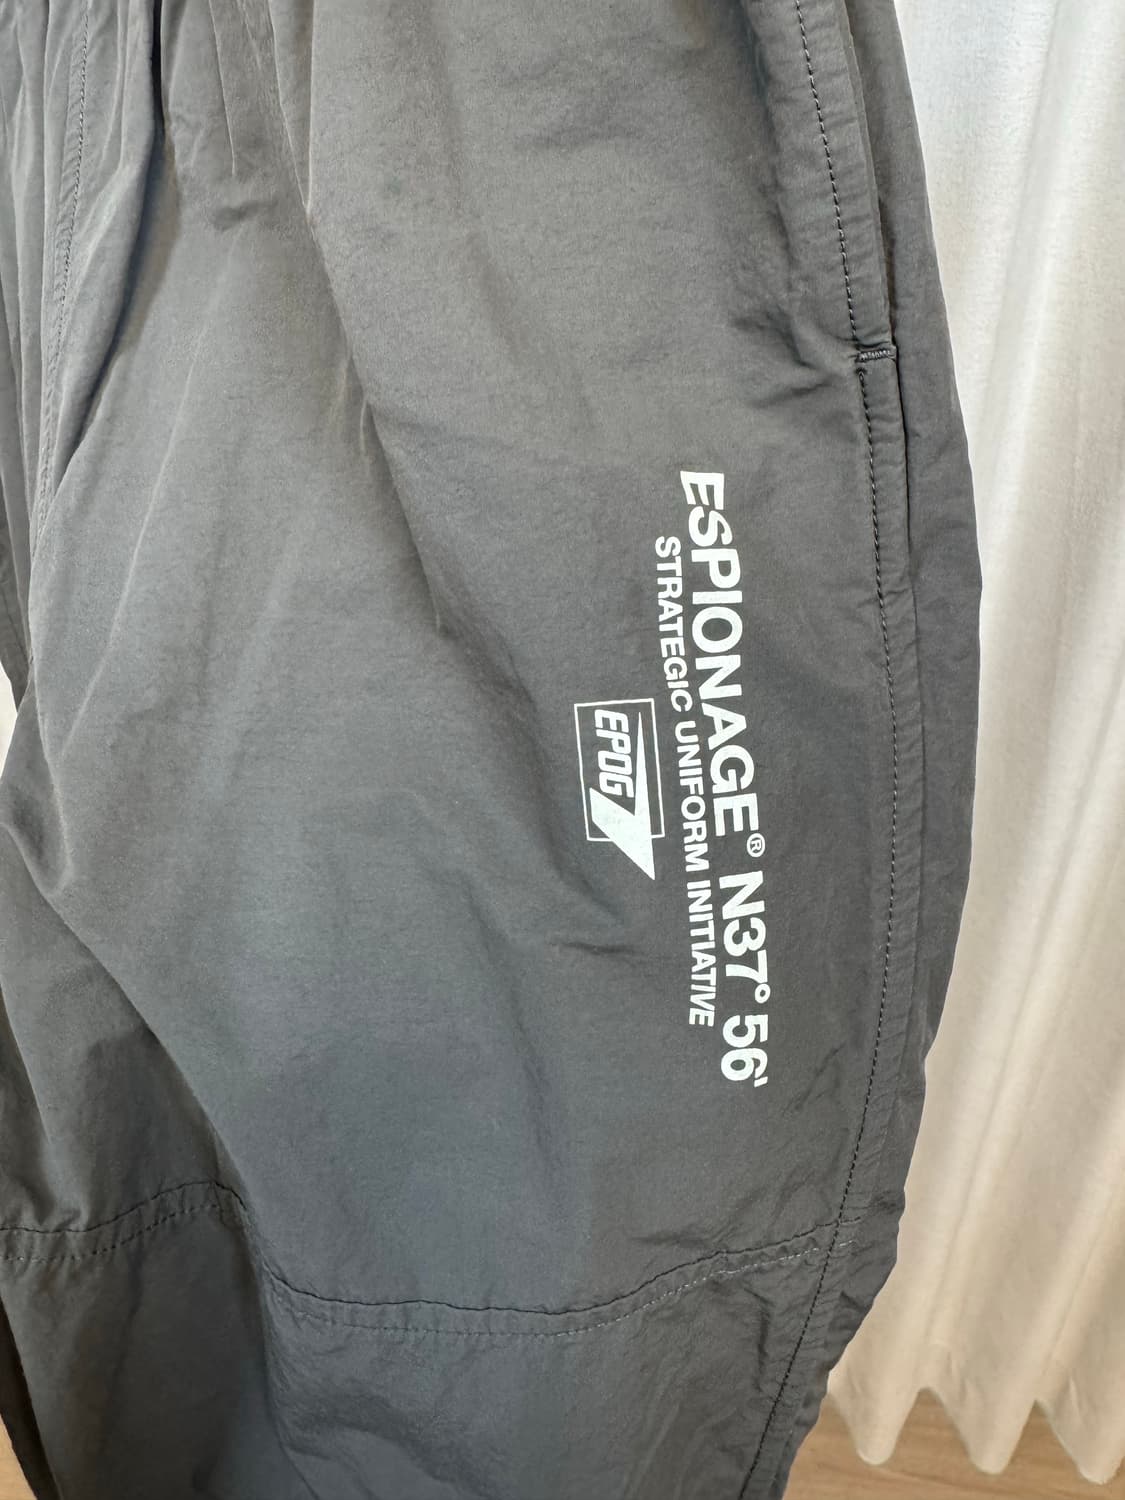 ESPIONAGE® N37° 56'
STRATEGIC UNIFORM INITIATIVE
EPOG